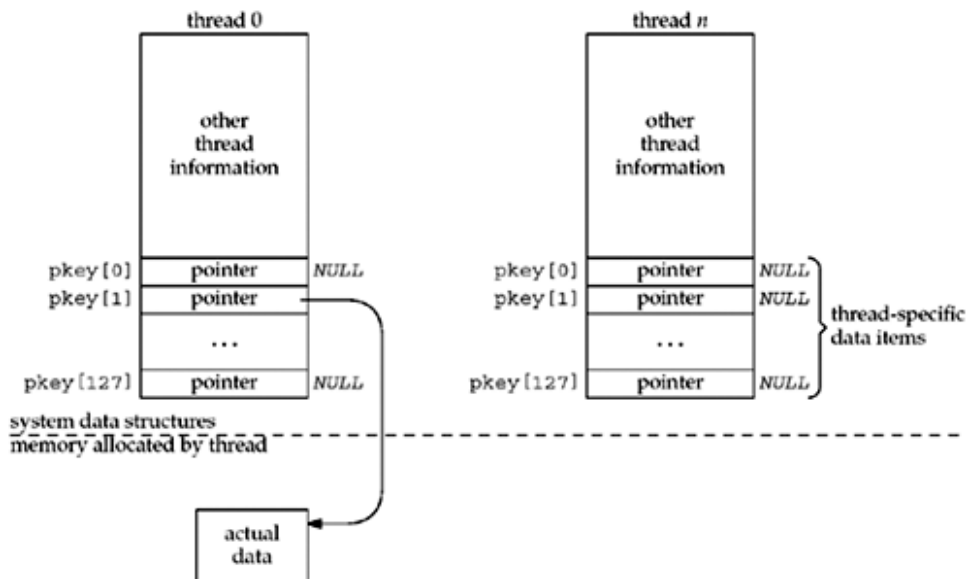 thread 0
thread n
other
thread
information
other
thread
information
pkey[0] pointer NULL
pkey[0] pointer NULL
pkey[1] pointer
pkey[1] pointer NULL
thread-specific
data items
...
...
pkey[127] pointer NULL
pkey[127] pointer NULL
system data structures
memory allocated by thread
actual
data